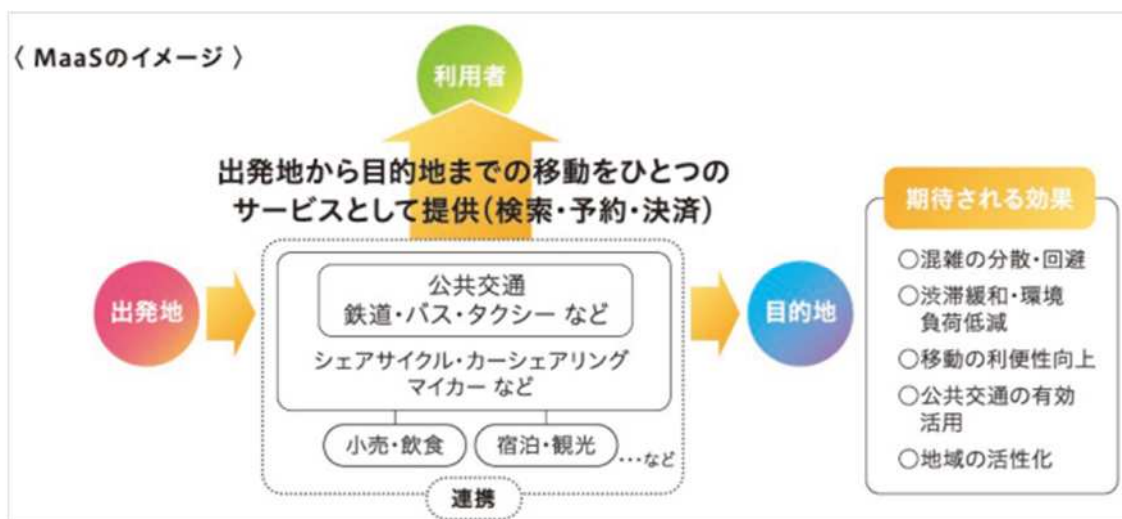 〈 MaaSのイメージ 〉
利用者
出発地から目的地までの移動をひとつの
サービスとして提供(検索・予約・決済)
出発地
公共交通
鉄道・バス・タクシー など
シェアサイクル・カーシェアリング
マイカー など
小売・飲食
宿泊・観光
…など
連携
目的地
期待される効果
○混雑の分散・回避
○渋滞緩和・環境
負荷低減
○移動の利便性向上
○公共交通の有効
活用
○地域の活性化